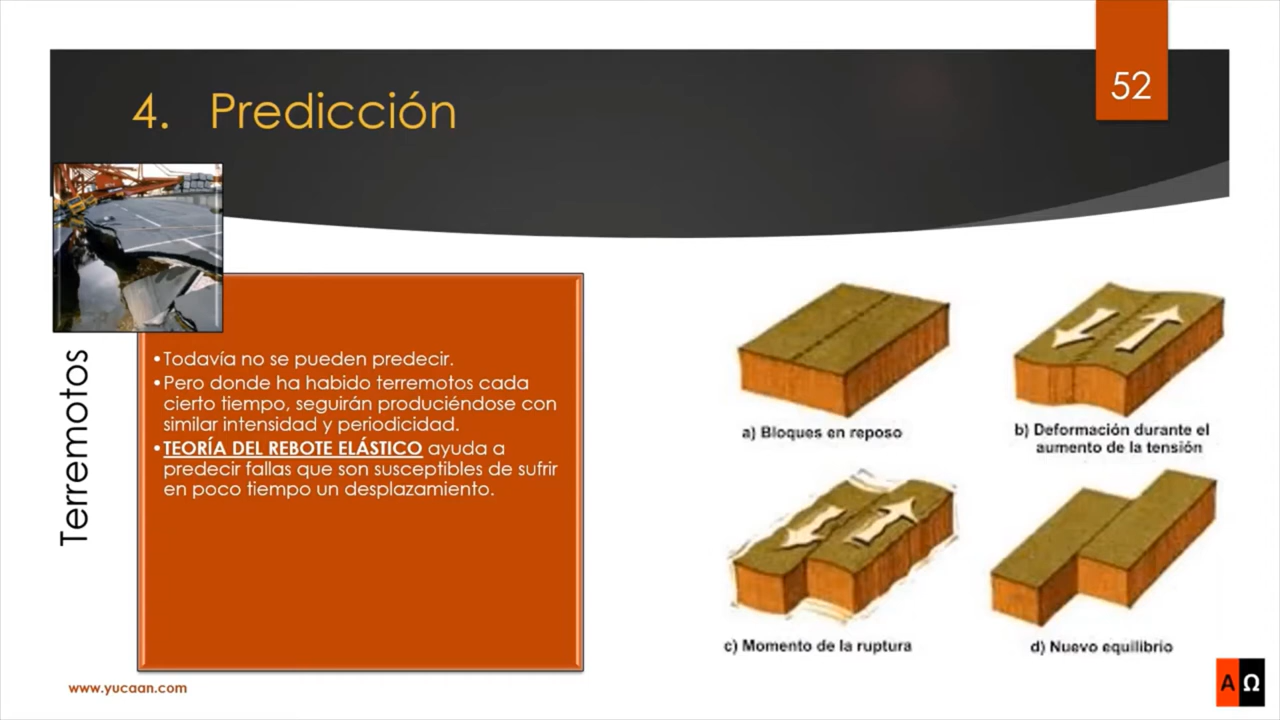 4. Predicción
52
Terremotos
•Todavía no se pueden predecir.
•Pero donde ha habido terremotos cada
cierto tiempo, seguirán produciéndose con
similar intensidad y periodicidad.
•TEORÍA DEL REBOTE ELÁSTICO ayuda a
predecir fallas que son susceptibles de sufrir
en poco tiempo un desplazamiento.
a) Bloques en reposo
b) Deformación durante el
aumento de la tensión
c) Momento de la ruptura
d) Nuevo equilibrio
www.yucaan.com
AΩ